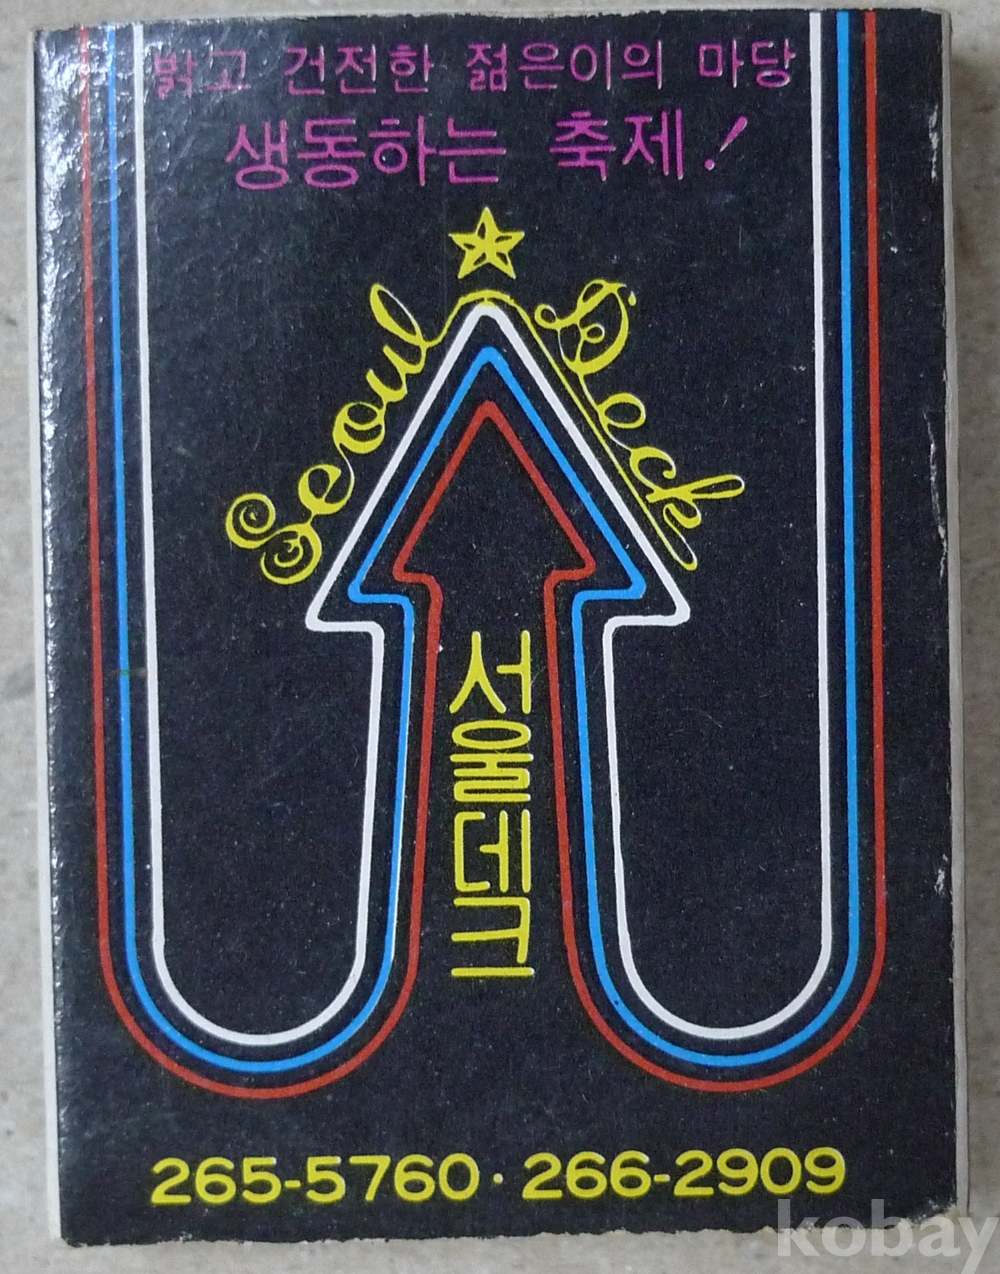 밝고 건전한 젊은이의 마당
생동하는 축제!
Seoul Deck
서울데크
265-5760·266-2909
kobay